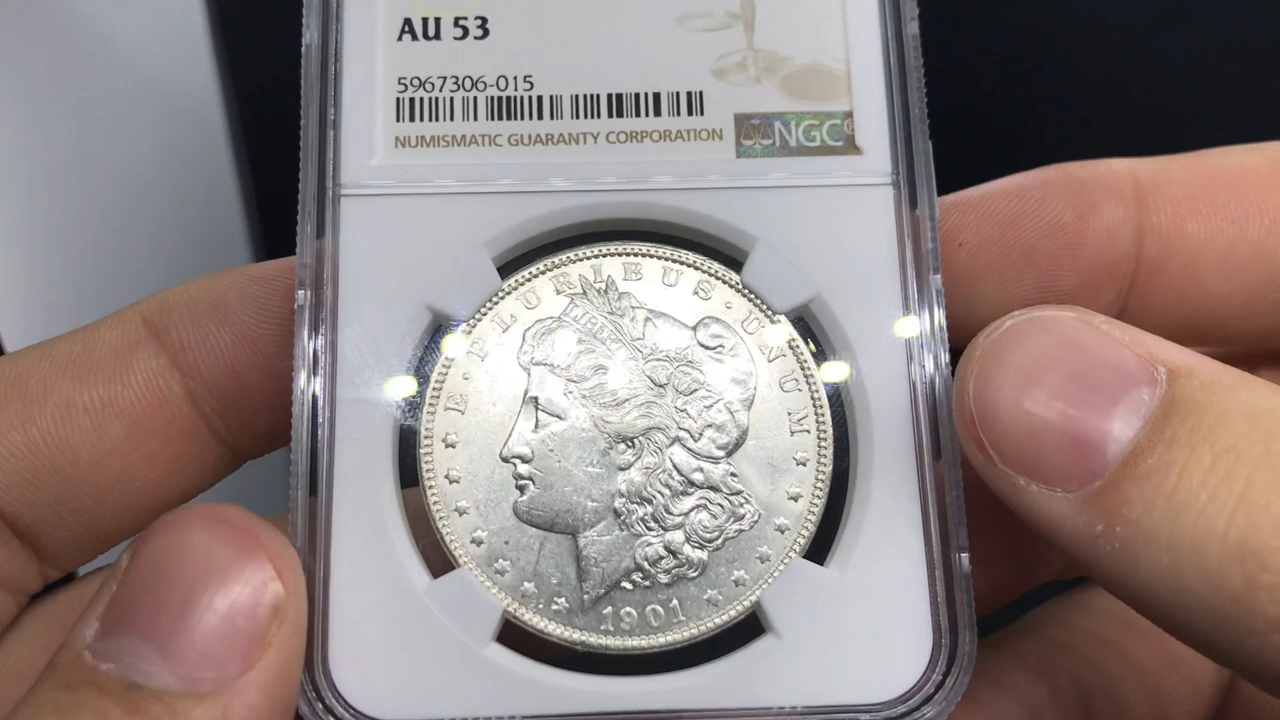 AU 53
5967306-015
NUMISMATIC GUARANTY CORPORATION
NGC®
E·PLURIBUS·UNUM
LIBERTY
1901